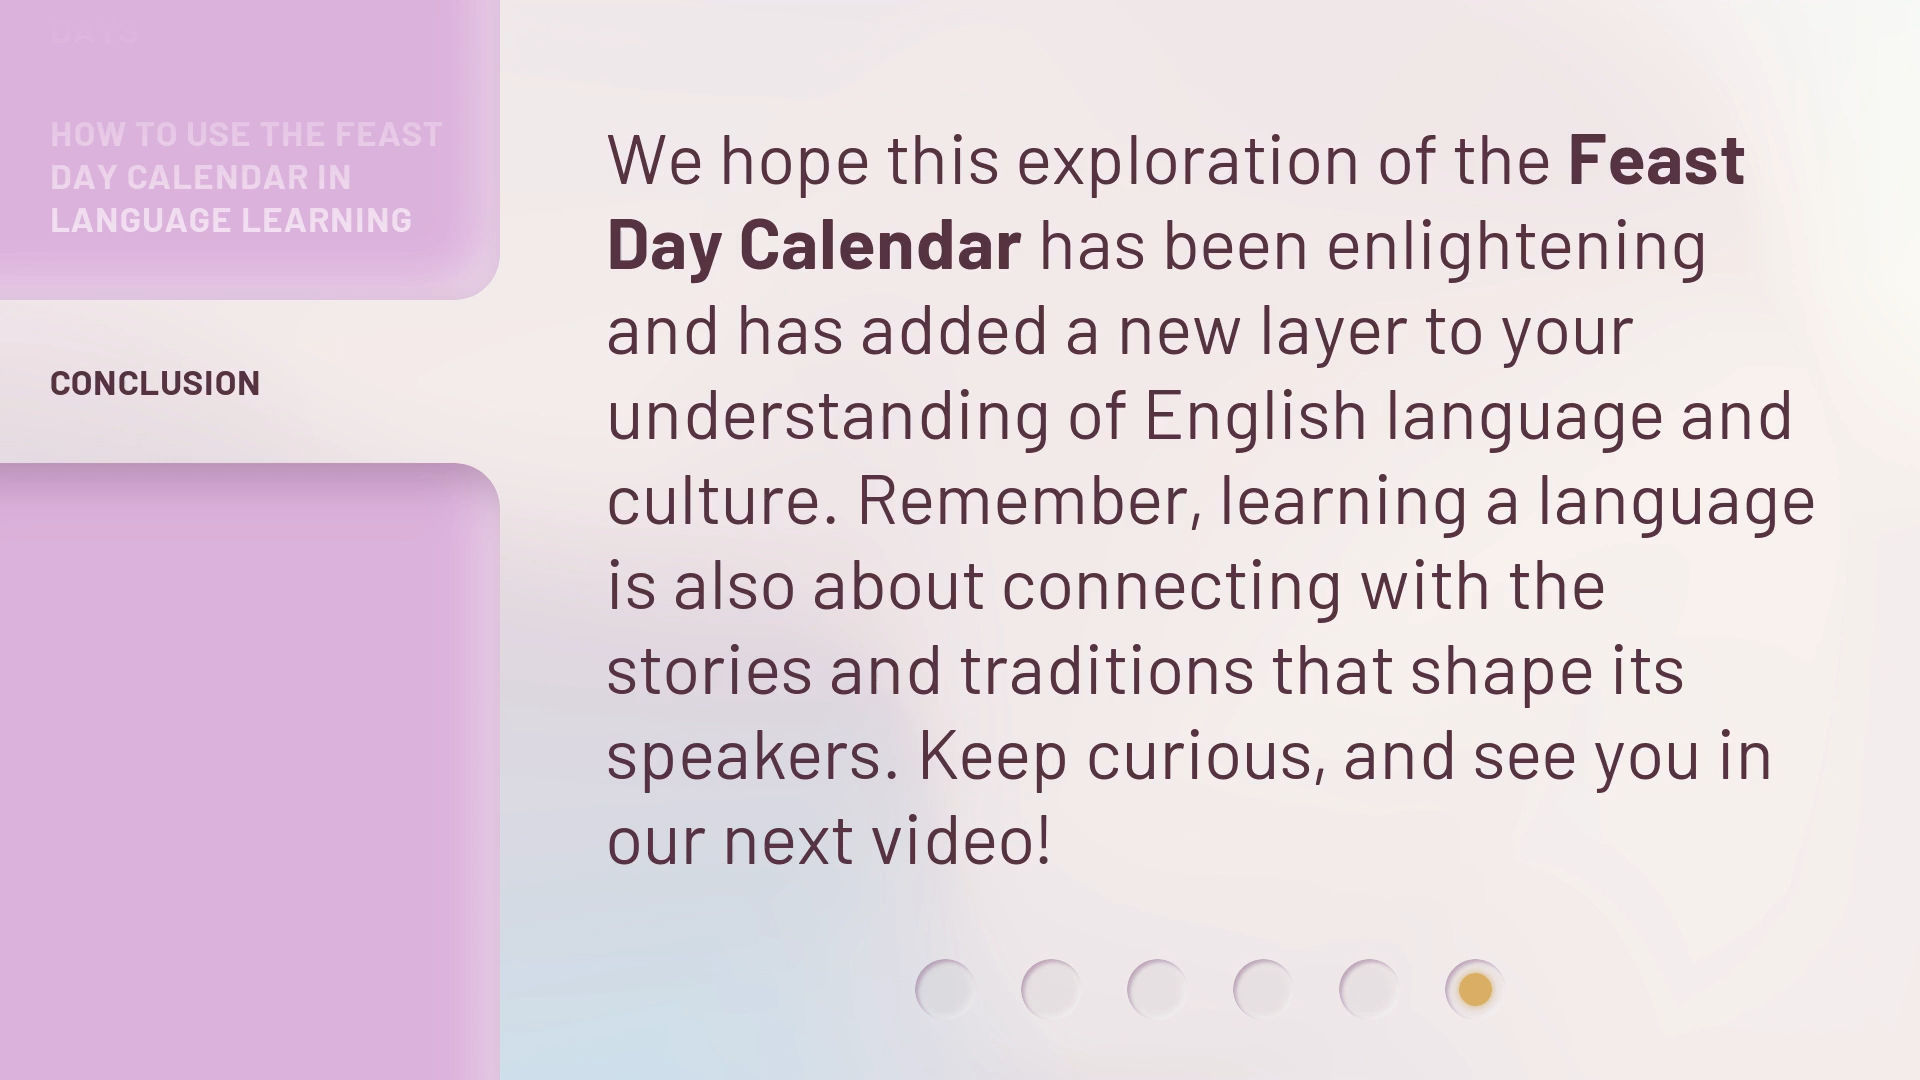 DAYS
HOW TO USE THE FEAST
DAY CALENDAR IN
LANGUAGE LEARNING
CONCLUSION
We hope this exploration of the Feast
Day Calendar has been enlightening
and has added a new layer to your
understanding of English language and
culture. Remember, learning a language
is also about connecting with the
stories and traditions that shape its
speakers. Keep curious, and see you in
our next video!